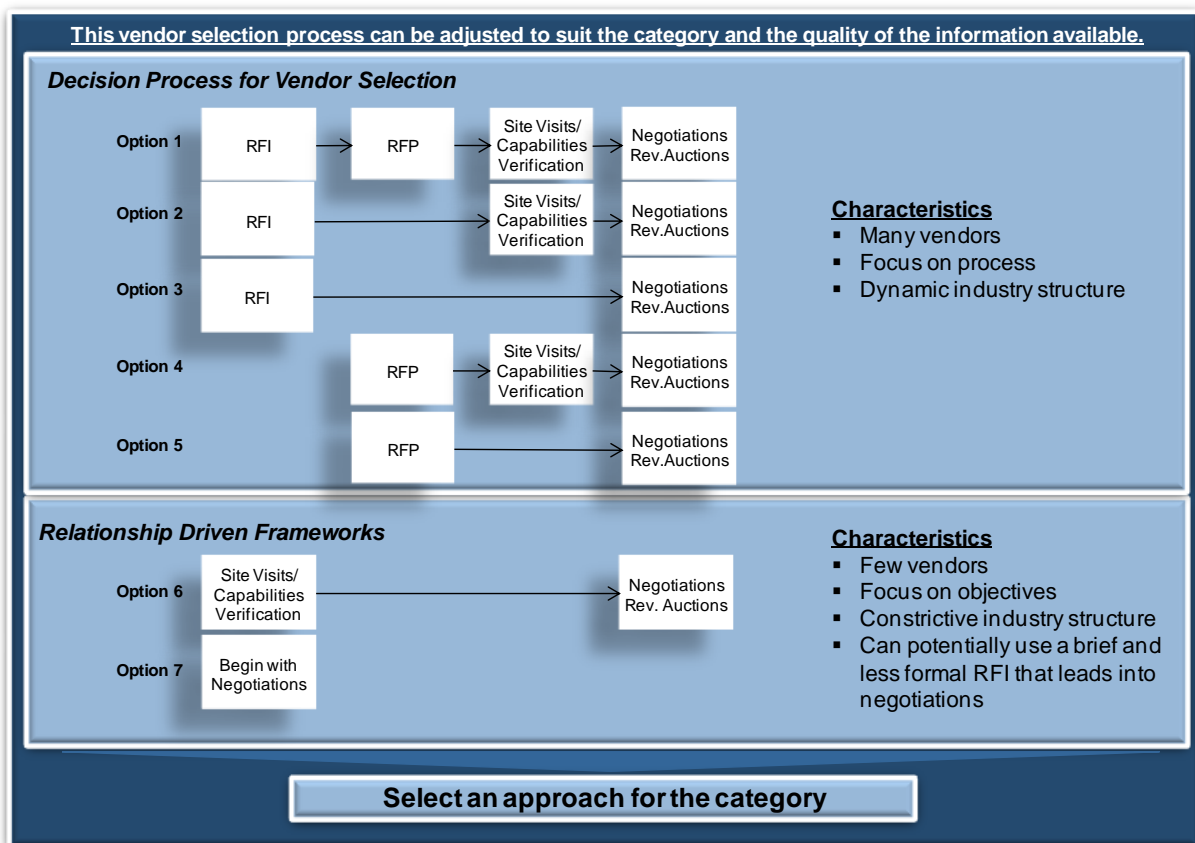 This vendor selection process can be adjusted to suit the category and the quality of the information available.
Decision Process for Vendor Selection
Option 1
RFI
RFP
Site Visits/
Capabilities
Verification
Negotiations
Rev.Auctions
Option 2
RFI
Site Visits/
Capabilities
Verification
Negotiations
Rev.Auctions
Option 3
RFI
Negotiations
Rev.Auctions
Option 4
RFP
Site Visits/
Capabilities
Verification
Negotiations
Rev.Auctions
Option 5
RFP
Negotiations
Rev.Auctions
Characteristics
▪ Many vendors
▪ Focus on process
▪ Dynamic industry structure
Relationship Driven Frameworks
Option 6
Site Visits/
Capabilities
Verification
Negotiations
Rev. Auctions
Option 7
Begin with
Negotiations
Characteristics
▪ Few vendors
▪ Focus on objectives
▪ Constrictive industry structure
▪ Can potentially use a brief and
less formal RFI that leads into
negotiations
Select an approach for the category